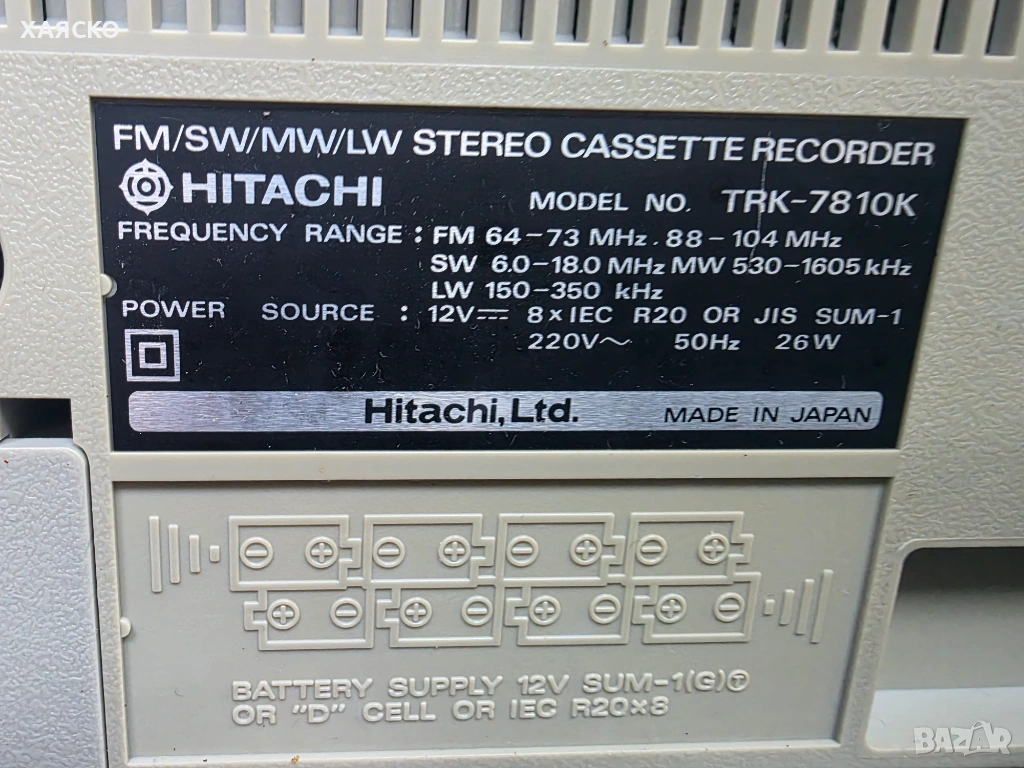 ХАЯСКО
FM/SW/MW/LW STEREO CASSETTE RECORDER
HITACHI MODEL NO. TRK-7810K
FREQUENCY RANGE : FM 64-73 MHz . 88-104 MHz
SW 6.0-18.0 MHz MW 530-1605 kHz
LW 150-350 kHz
POWER SOURCE : 12V⎓ 8×IEC R20 OR JIS SUM-1
220V~ 50Hz 26W
Hitachi, Ltd. MADE IN JAPAN
BATTERY SUPPLY 12V SUM-1(G)Ⓣ
OR "D" CELL OR IEC R20×8
BAZAR